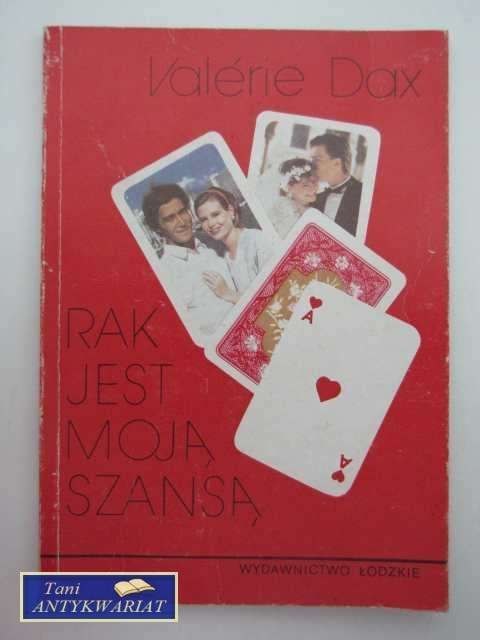 Valérie Dax
A
A
RAK
JEST
MOJĄ
SZANSĄ
WYDAWNICTWO ŁÓDZKIE
Tani
ANTYKWARIAT